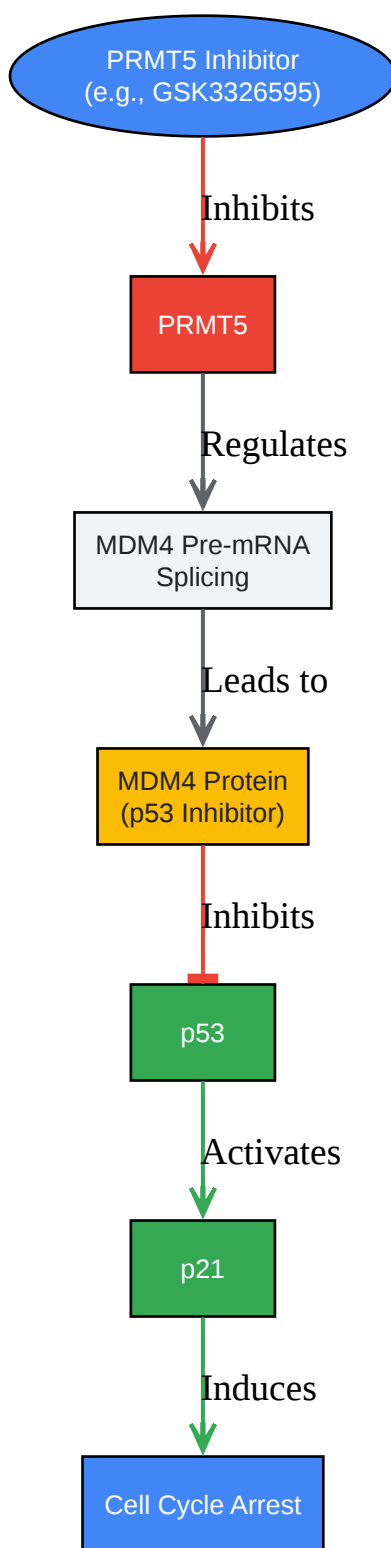 PRMT5 Inhibitor
(e.g., GSK3326595)
Inhibits
PRMT5
Regulates
MDM4 Pre-mRNA
Splicing
Leads to
MDM4 Protein
(p53 Inhibitor)
Inhibits
p53
Activates
p21
Induces
Cell Cycle Arrest